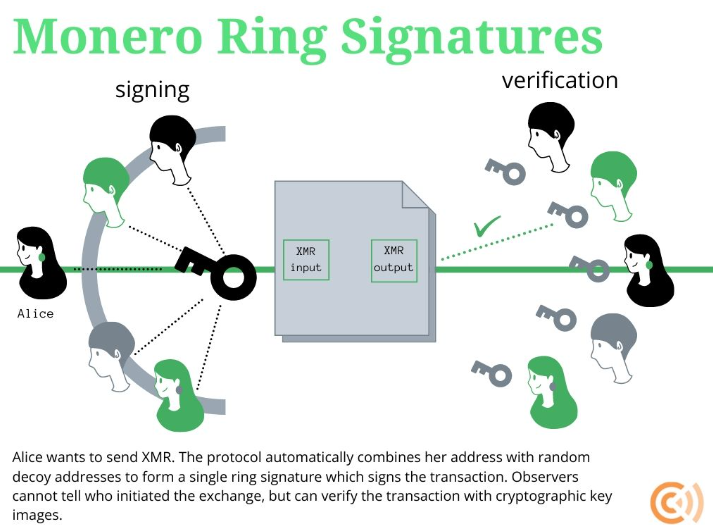 Monero Ring Signatures
signing
verification
XMR
input
XMR
output
Alice
Alice wants to send XMR. The protocol automatically combines her address with random
decoy addresses to form a single ring signature which signs the transaction. Observers
cannot tell who initiated the exchange, but can verify the transaction with cryptographic key
images.